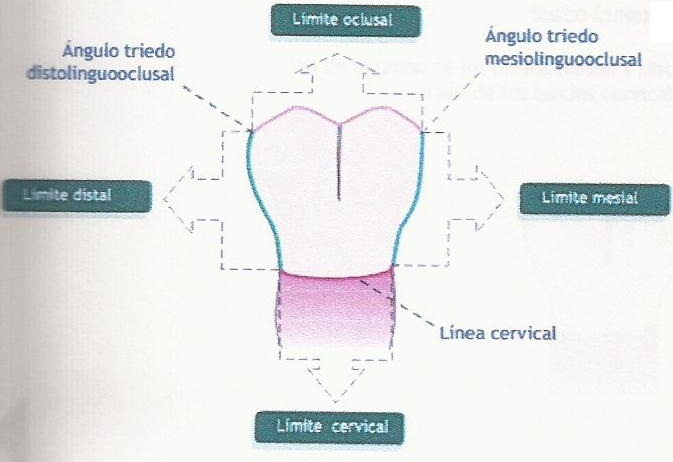 Límite oclusal
Ángulo triedo
distolinguooclusal
Ángulo triedo
mesiolinguooclusal
Límite distal
Límite mesial
Línea cervical
Límite cervical